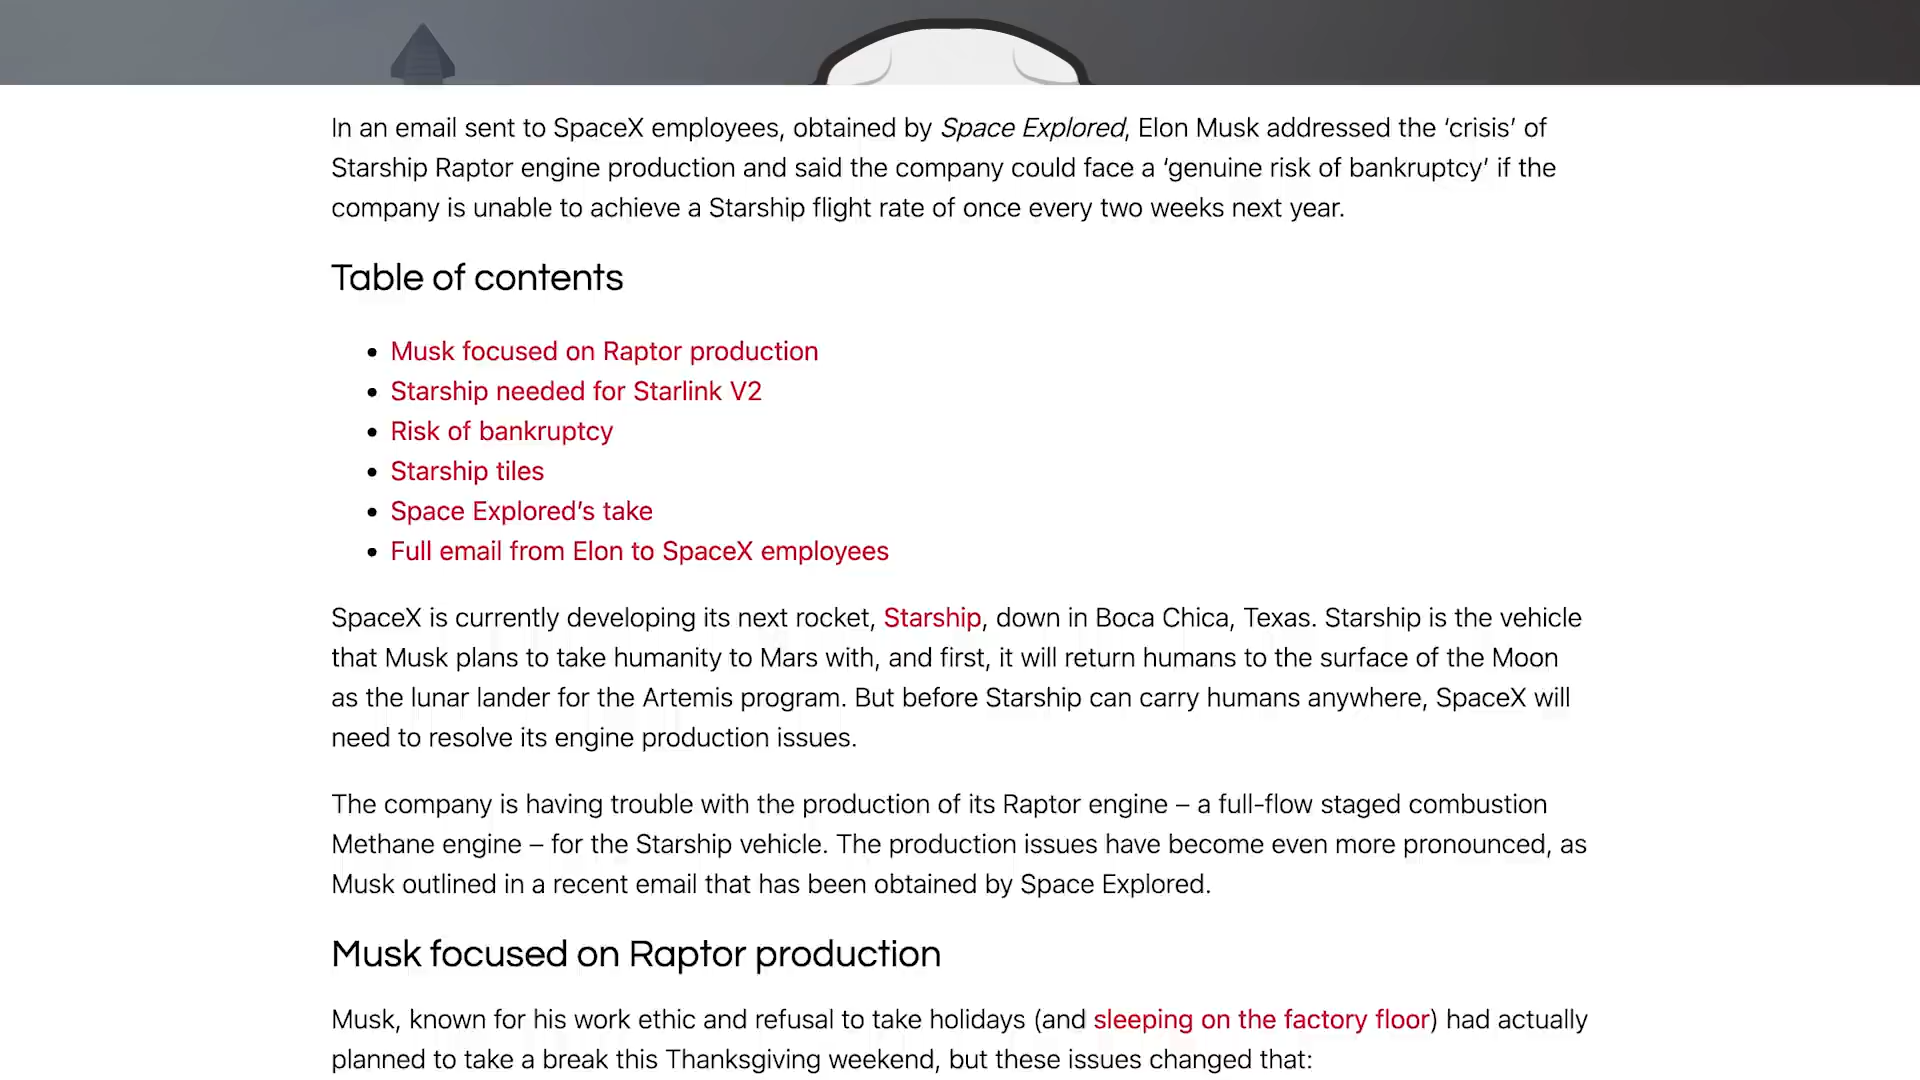 In an email sent to SpaceX employees, obtained by Space Explored, Elon Musk addressed the ‘crisis’ of
Starship Raptor engine production and said the company could face a ‘genuine risk of bankruptcy’ if the
company is unable to achieve a Starship flight rate of once every two weeks next year.
Table of contents
• Musk focused on Raptor production
• Starship needed for Starlink V2
• Risk of bankruptcy
• Starship tiles
• Space Explored’s take
• Full email from Elon to SpaceX employees
SpaceX is currently developing its next rocket, Starship, down in Boca Chica, Texas. Starship is the vehicle
that Musk plans to take humanity to Mars with, and first, it will return humans to the surface of the Moon
as the lunar lander for the Artemis program. But before Starship can carry humans anywhere, SpaceX will
need to resolve its engine production issues.
The company is having trouble with the production of its Raptor engine – a full-flow staged combustion
Methane engine – for the Starship vehicle. The production issues have become even more pronounced, as
Musk outlined in a recent email that has been obtained by Space Explored.
Musk focused on Raptor production
Musk, known for his work ethic and refusal to take holidays (and sleeping on the factory floor) had actually
planned to take a break this Thanksgiving weekend, but these issues changed that: